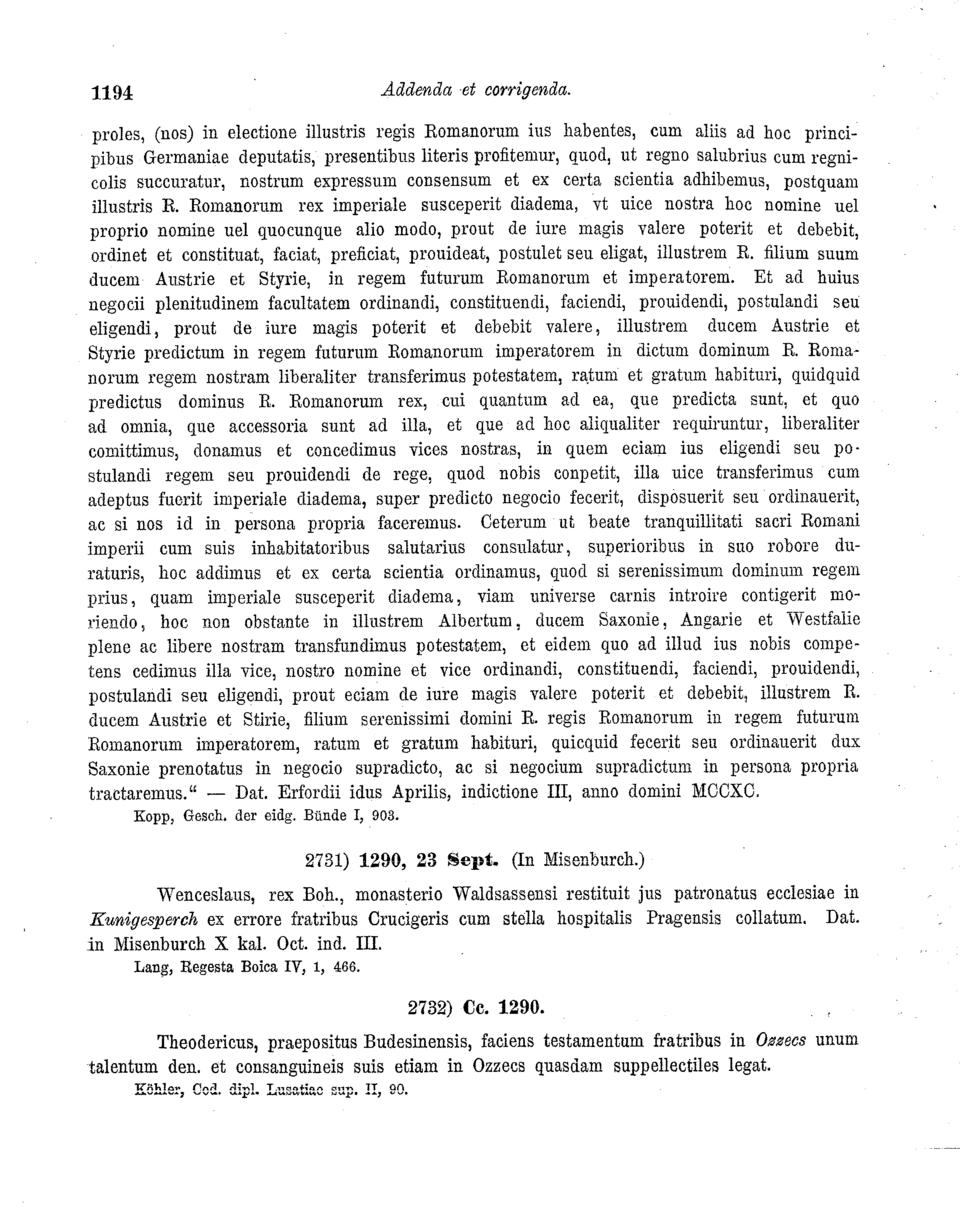 1194 Addenda et corrigenda.
proles, (nos) in electione illustris regis Romanorum ius habentes, cum aliis ad hoc princi-
pibus Germaniae deputatis, presentibus literis profitemur, quod, ut regno salubrius cum regni-
colis succuratur, nostrum expressum consensum et ex certa scientia adhibemus, postquam
illustris R. Romanorum rex imperiale susceperit diadema, vt uice nostra hoc nomine uel
proprio nomine uel quocunque alio modo, prout de iure magis valere poterit et debebit,
ordinet et constituat, faciat, preficiat, prouideat, postulet seu eligat, illustrem R. filium suum
ducem Austrie et Styrie, in regem futurum Romanorum et imperatorem. Et ad huius
negocii plenitudinem facultatem ordinandi, constituendi, faciendi, prouidendi, postulandi seu
eligendi, prout de iure magis poterit et debebit valere, illustrem ducem Austrie et
Styrie predictum in regem futurum Romanorum imperatorem in dictum dominum R. Roma-
norum regem nostram liberaliter transferimus potestatem, ratum et gratum habituri, quidquid
predictus dominus R. Romanorum rex, cui quantum ad ea, que predicta sunt, et quo
ad omnia, que accessoria sunt ad illa, et que ad hoc aliqualiter requiruntur, liberaliter
comittimus, donamus et concedimus vices nostras, in quem eciam ius eligendi seu po-
stulandi regem seu prouidendi de rege, quod nobis conpetit, illa uice transferimus cum
adeptus fuerit imperiale diadema, super predicto negocio fecerit, disposuerit seu ordinauerit,
ac si nos id in persona propria faceremus. Ceterum ut beate tranquillitati sacri Romani
imperii cum suis inhabitatoribus salutarius consulatur, superioribus in suo robore du-
raturis, hoc addimus et ex certa scientia ordinamus, quod si serenissimum dominum regem
prius, quam imperiale susceperit diadema, viam universe carnis introire contigerit mo-
riendo, hoc non obstante in illustrem Albertum, ducem Saxonie, Angarie et Westfalie
plene ac libere nostram transfundimus potestatem, et eidem quo ad illud ius nobis compe-
tens cedimus illa vice, nostro nomine et vice ordinandi, constituendi, faciendi, prouidendi,
postulandi seu eligendi, prout eciam de iure magis valere poterit et debebit, illustrem R.
ducem Austrie et Stirie, filium serenissimi domini R. regis Romanorum in regem futurum
Romanorum imperatorem, ratum et gratum habituri, quicquid fecerit seu ordinauerit dux
Saxonie prenotatus in negocio supradicto, ac si negocium supradictum in persona propria
tractaremus.“ — Dat. Erfordii idus Aprilis, indictione III, anno domini MCCXC.
Kopp, Gesch. der eidg. Bünde I, 903.
2731) 1290, 23 Sept. (In Misenburch.)
Wenceslaus, rex Boh., monasterio Waldsassensi restituit jus patronatus ecclesiae in
Kunigesperch ex errore fratribus Crucigeris cum stella hospitalis Pragensis collatum. Dat.
in Misenburch X kal. Oct. ind. III.
Lang, Regesta Boica IV, 1, 466.
2732) Cc. 1290.
Theodericus, praepositus Budesinensis, faciens testamentum fratribus in Ozzecs unum
talentum den. et consanguineis suis etiam in Ozzecs quasdam suppellectiles legat.
Köhler, Cod. dipl. Lusatiae sup. II, 90.